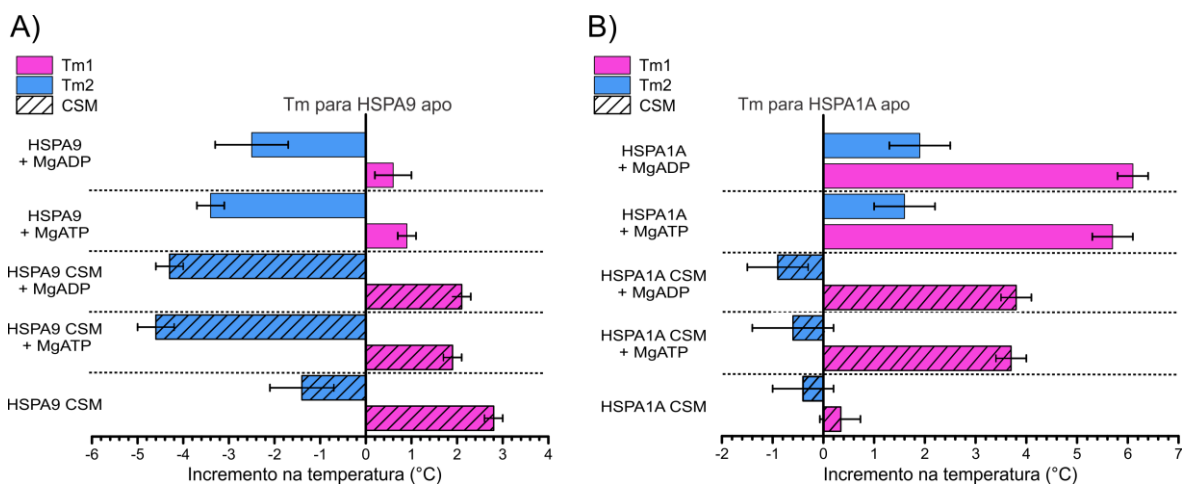 A)
Tm1
Tm2
CSM
Tm para HSPA9 apo
HSPA9
+ MgADP
HSPA9
+ MgATP
HSPA9 CSM
+ MgADP
HSPA9 CSM
+ MgATP
HSPA9 CSM
-6 -5 -4 -3 -2 -1 0 1 2 3 4
Incremento na temperatura (°C)
B)
Tm1
Tm2
CSM
Tm para HSPA1A apo
HSPA1A
+ MgADP
HSPA1A
+ MgATP
HSPA1A CSM
+ MgADP
HSPA1A CSM
+ MgATP
HSPA1A CSM
-2 -1 0 1 2 3 4 5 6 7
Incremento na temperatura (°C)